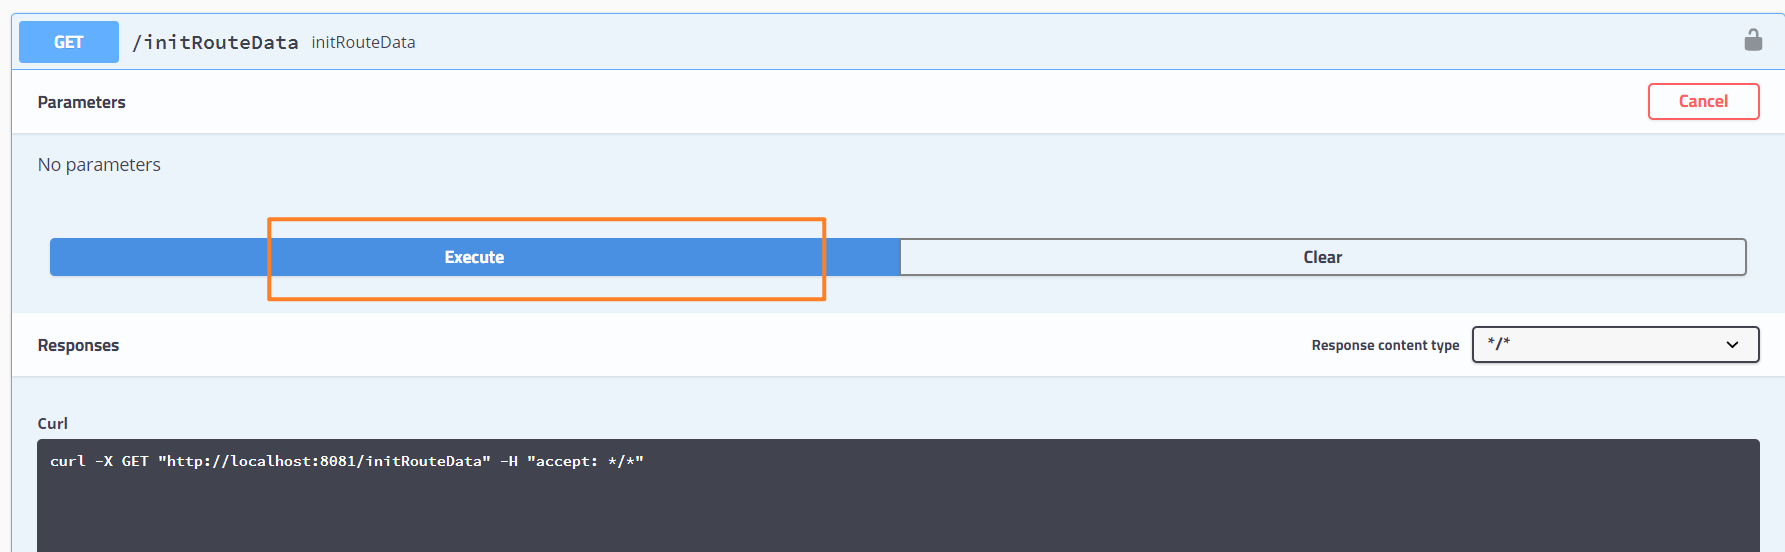 GET /initRouteData initRouteData
Parameters Cancel
No parameters
Execute Clear
Responses Response content type */*
Curl
curl -X GET "http://localhost:8081/initRouteData" -H "accept: */*"